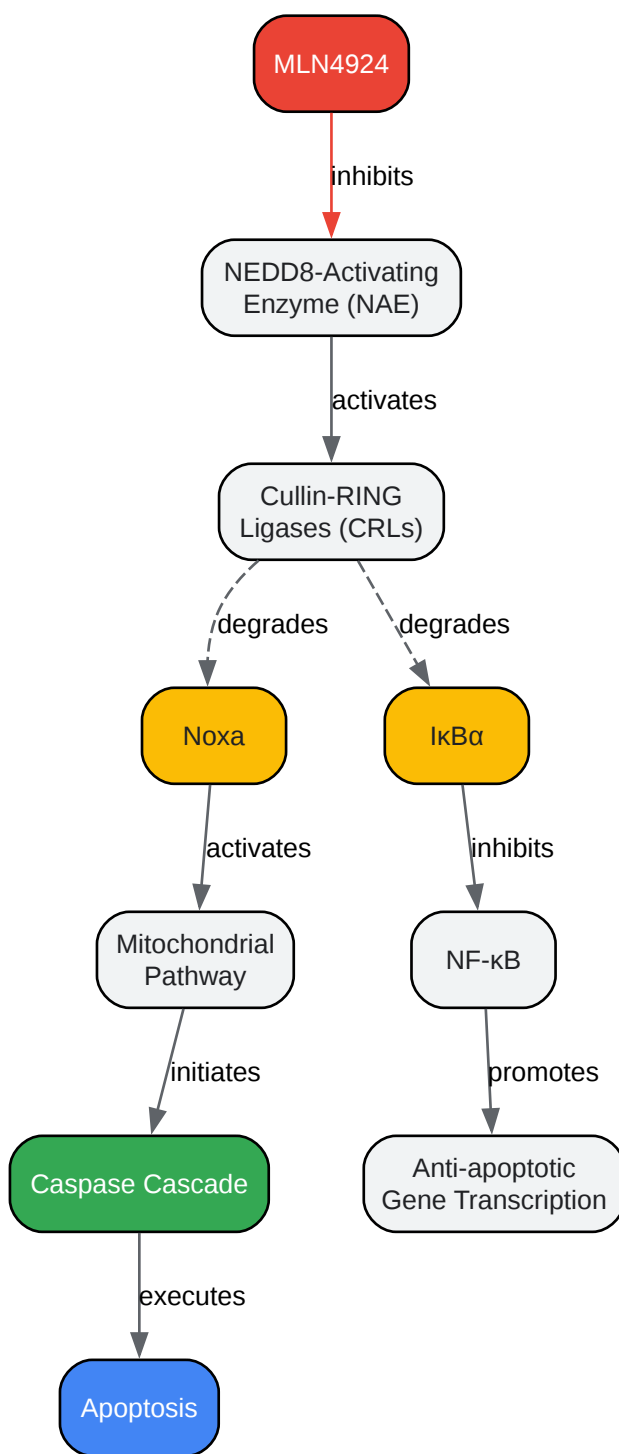 MLN4924
inhibits
NEDD8-Activating
Enzyme (NAE)
activates
Cullin-RING
Ligases (CRLs)
degrades
degrades
Noxa
IκBα
activates
inhibits
Mitochondrial
Pathway
NF-κB
initiates
promotes
Caspase Cascade
Anti-apoptotic
Gene Transcription
executes
Apoptosis